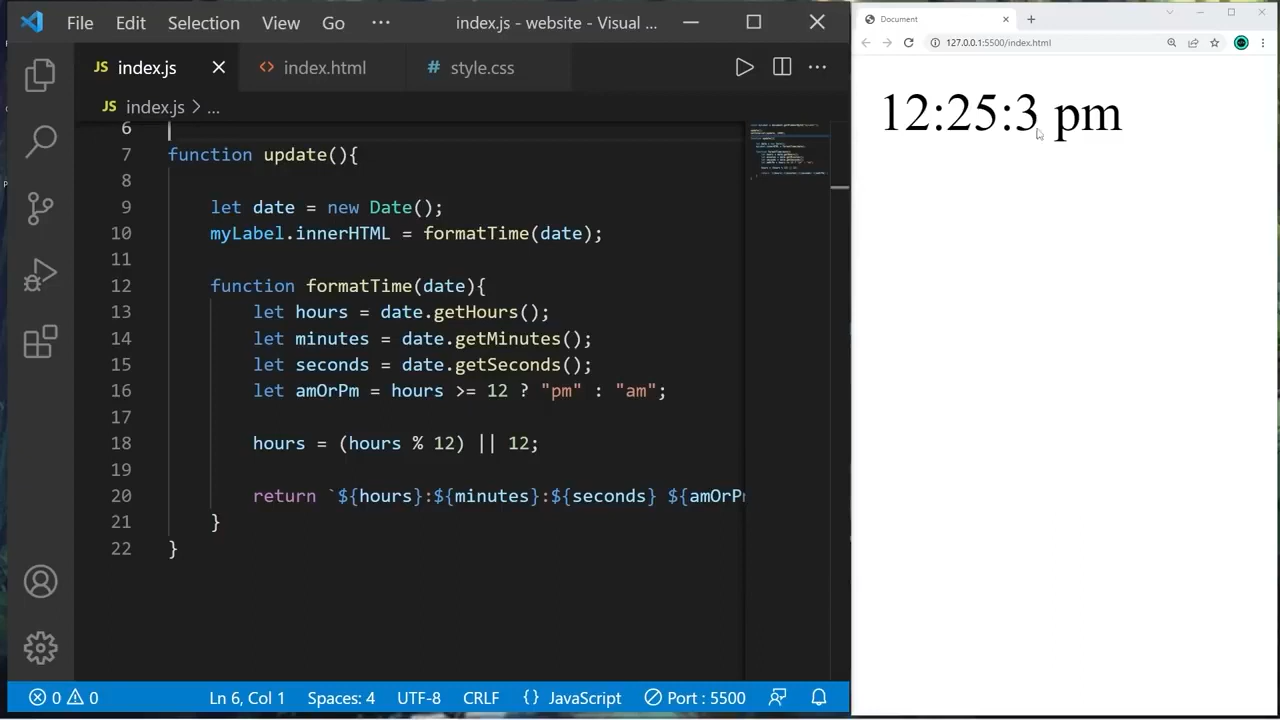 File Edit Selection View Go ··· index.js - website - Visual ...
JS index.js <> index.html # style.css ···
JS index.js > ...
6
7 function update(){
8
9 let date = new Date();
10 myLabel.innerHTML = formatTime(date);
11
12 function formatTime(date){
13 let hours = date.getHours();
14 let minutes = date.getMinutes();
15 let seconds = date.getSeconds();
16 let amOrPm = hours >= 12 ? "pm" : "am";
17
18 hours = (hours % 12) || 12;
19
20 return `${hours}:${minutes}:${seconds} ${amOrPm
21 }
22 }
0 0 Ln 6, Col 1 Spaces: 4 UTF-8 CRLF {} JavaScript Port : 5500
Document
127.0.0.1:5500/index.html
12:25:3 pm